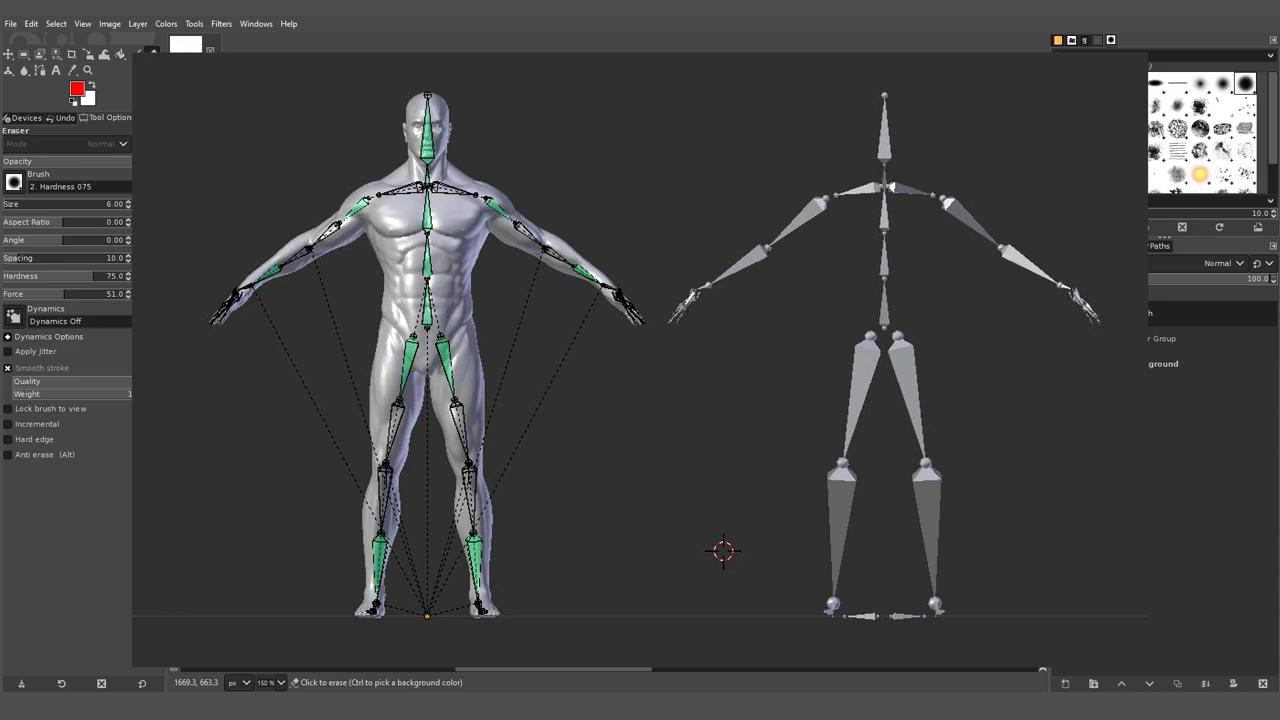 File Edit Select View Image Layer Colors Tools Filters Windows Help
Devices Undo Tool Option
Eraser
Mode Normal
Opacity
Brush
2. Hardness 075
Size 6.00
Aspect Ratio 0.00
Angle 0.00
Spacing 10.0
Hardness 75.0
Force 51.0
Dynamics
Dynamics Off
Dynamics Options
Apply Jitter
Smooth stroke
Quality
Weight 1
Lock brush to view
Incremental
Hard edge
Anti erase (Alt)
10.0
Paths
Normal
100.0
h
r Group
ground
1669.3, 663.3 px 150 % Click to erase (Ctrl to pick a background color)